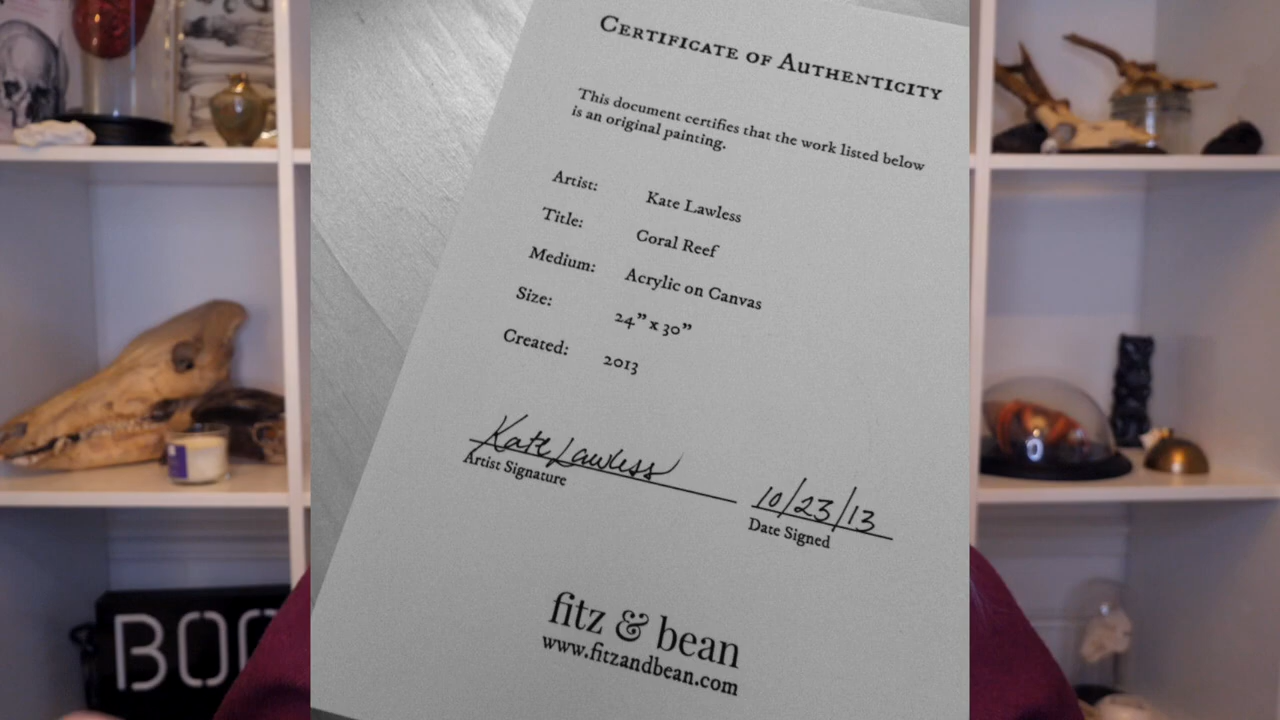 CERTIFICATE OF AUTHENTICITY
This document certifies that the work listed below
is an original painting.
Artist: Kate Lawless
Title: Coral Reef
Medium: Acrylic on Canvas
Size: 24” x 30”
Created: 2013
Kate Lawless
Artist Signature
10/23/13
Date Signed
fitz & bean
www.fitzandbean.com
BOO